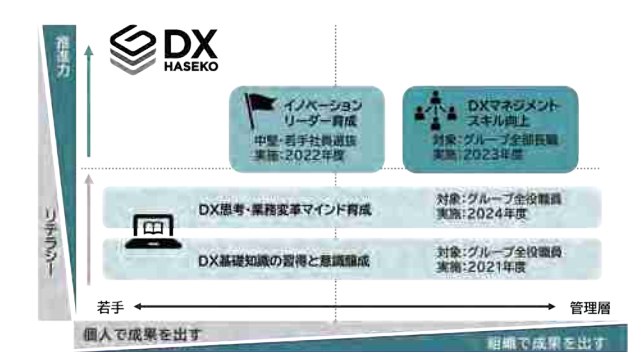 DX
HASEKO
推進力
イノベーション
リーダー育成
中堅・若手社員選抜
実施：2022年度
DXマネジメント
スキル向上
対象：グループ全部長職
実施：2023年度
リテラシー
DX思考・業務変革マインド育成
対象：グループ全役職員
実施：2024年度
DX基礎知識の習得と意識醸成
対象：グループ全役職員
実施：2021年度
若手
管理層
個人で成果を出す
組織で成果を出す